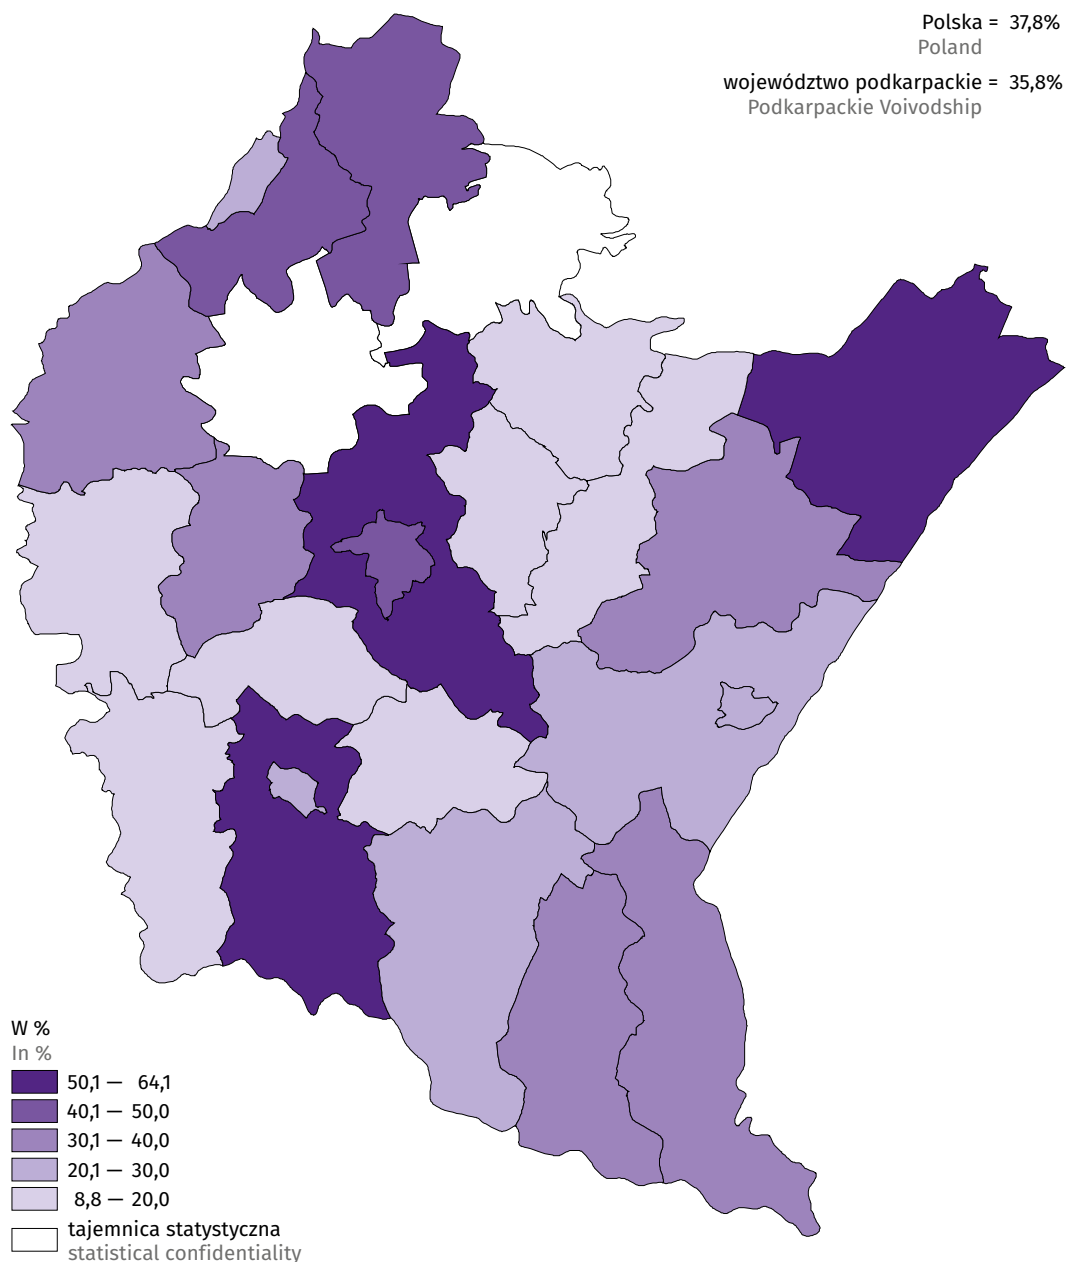 Polska = 37,8%
Poland
województwo podkarpackie = 35,8%
Podkarpackie Voivodship
W %
In %
50,1 — 64,1
40,1 — 50,0
30,1 — 40,0
20,1 — 30,0
8,8 — 20,0
tajemnica statystyczna
statistical confidentiality